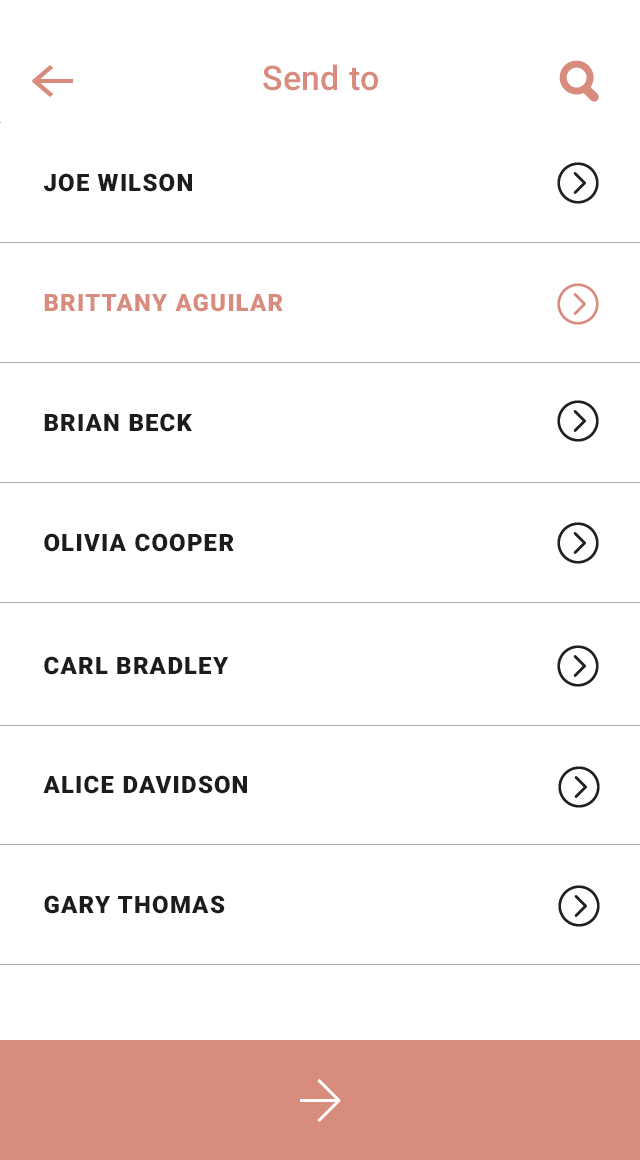 Send to
JOE WILSON
BRITTANY AGUILAR
BRIAN BECK
OLIVIA COOPER
CARL BRADLEY
ALICE DAVIDSON
GARY THOMAS